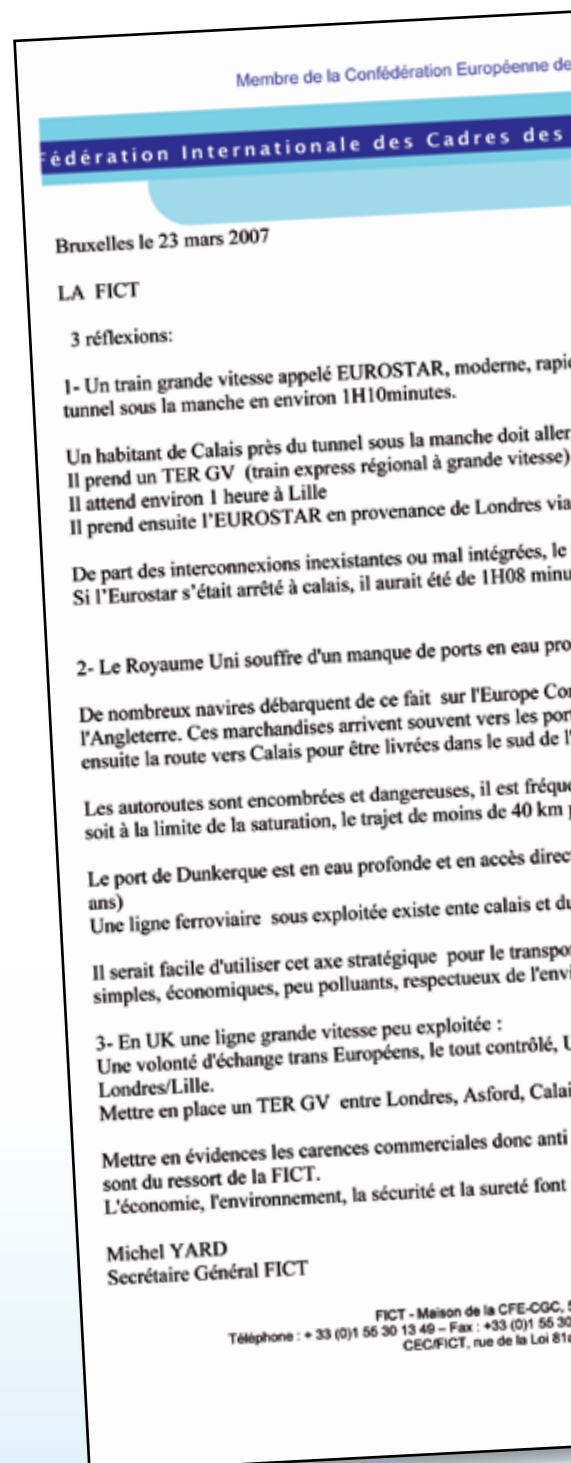 Membre de la Confédération Européenne de
Fédération Internationale des Cadres des
Bruxelles le 23 mars 2007
LA FICT
3 réflexions:
1- Un train grande vitesse appelé EUROSTAR, moderne,
tunnel sous la manche en environ 1H10minutes.
Un habitant de Calais près du tunnel sous la manche doit aller
Il prend un TER GV (train express régional à grande vitesse)
Il attend environ 1 heure à Lille
Il prend ensuite l'EUROSTAR en provenance de Londres via
De part des interconnexions inexistantes ou mal intégrées, le
Si l'Eurostar s'était arrêté à calais, il aurait été de 1H08
2- Le Royaume Uni souffre d'un manque de ports en eau
De nombreux navires débarquent de ce fait sur l'Europe
l'Angleterre. Ces marchandises arrivent souvent vers les
ensuite la route vers Calais pour être livrées dans le sud de
Les autoroutes sont encombrées et dangereuses, il est
soit à la limite de la saturation, le trajet de moins de 40 km
Le port de Dunkerque est en eau profonde et en accès
ans)
Une ligne ferroviaire sous exploitée existe ente calais et
Il serait facile d'utiliser cet axe stratégique pour le
simples, économiques, peu polluants, respectueux de
3- En UK une ligne grande vitesse peu exploitée :
Une volonté d'échange trans Européens, le tout contrôlé,
Londres/Lille.
Mettre en place un TER GV entre Londres, Asford,
Mettre en évidences les carences commerciales donc anti
sont du ressort de la FICT.
L'économie, l'environnement, la sécurité et la sureté font
Michel YARD
Secrétaire Général FICT
FICT - Maison de la CFE-CGC,
Téléphone : + 33 (0)1 55 30 13 49 – Fax : +33 (0)1 55 30
CEC/FICT, rue de la Loi